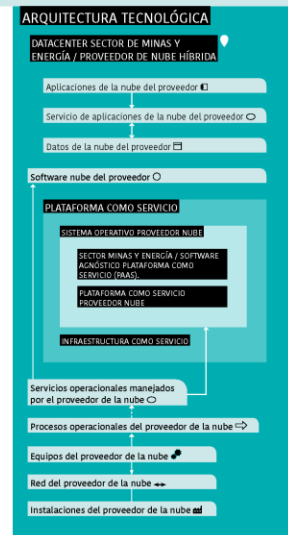 ARQUITECTURA TECNOLÓGICA
DATACENTER SECTOR DE MINAS Y
ENERGÍA / PROVEEDOR DE NUBE HÍBRIDA
Aplicaciones de la nube del proveedor
Servicio de aplicaciones de la nube del proveedor
Datos de la nube del proveedor
Software nube del proveedor
PLATAFORMA COMO SERVICIO
SISTEMA OPERATIVO PROVEEDOR NUBE
SECTOR MINAS Y ENERGÍA / SOFTWARE
AGNÓSTICO PLATAFORMA COMO
SERVICIO (PAAS).
PLATAFORMA COMO SERVICIO
PROVEEDOR NUBE
INFRAESTRUCTURA COMO SERVICIO
Servicios operacionales manejados
por el proveedor de la nube
Procesos operacionales del proveedor de la nube
Equipos del proveedor de la nube
Red del proveedor de la nube
Instalaciones del proveedor de la nube